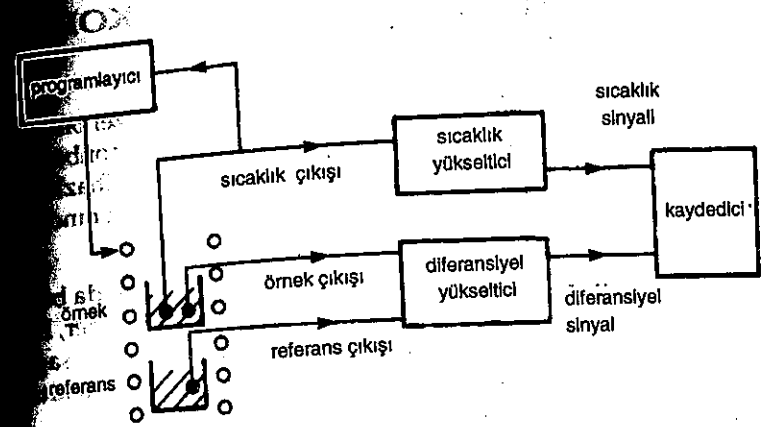 programlayıcı
sıcaklık
sinyali
sıcaklık
yükseltici
sıcaklık çıkışı
kaydedici
örnek çıkışı
diferansiyel
yükseltici
diferansiyel
sinyal
örnek
referans çıkışı
referans